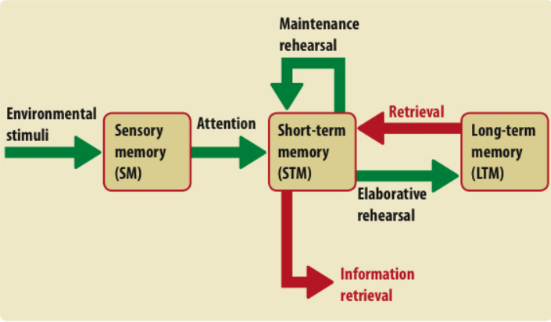 Maintenance
rehearsal
Environmental
stimuli
Sensory
memory
(SM)
Attention
Short-term
memory
(STM)
Retrieval
Long-term
memory
(LTM)
Elaborative
rehearsal
Information
retrieval